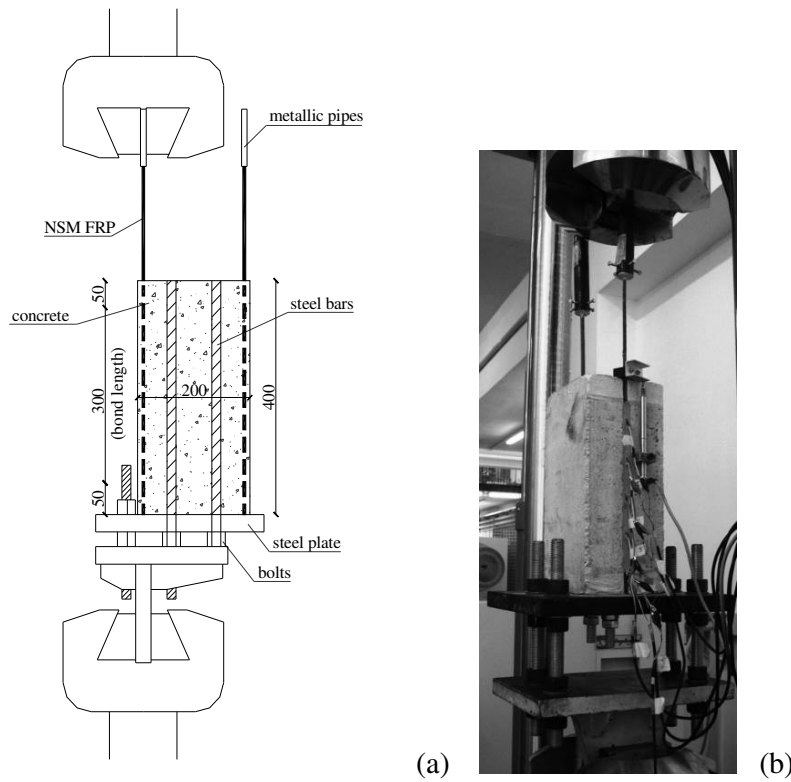 metallic pipes
NSM FRP
50
concrete
steel bars
300
(bond length)
200
400
50
steel plate
bolts
(a)
(b)